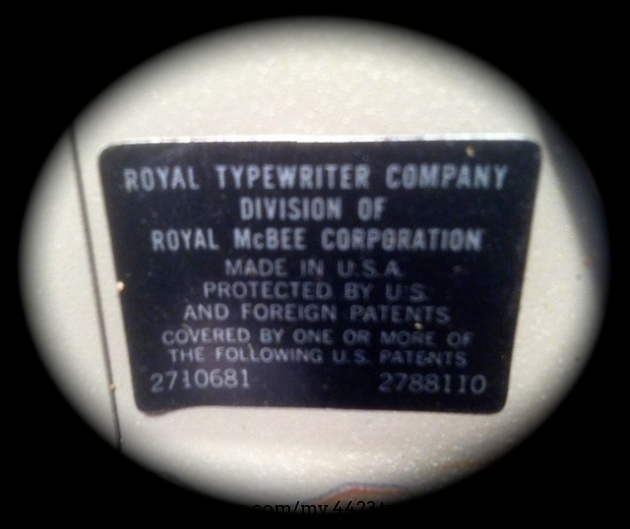 ROYAL TYPEWRITER COMPANY
DIVISION OF
ROYAL McBEE CORPORATION
MADE IN U.S.A.
PROTECTED BY U.S.
AND FOREIGN PATENTS
COVERED BY ONE OR MORE OF
THE FOLLOWING U.S. PATENTS
2710681 2788110